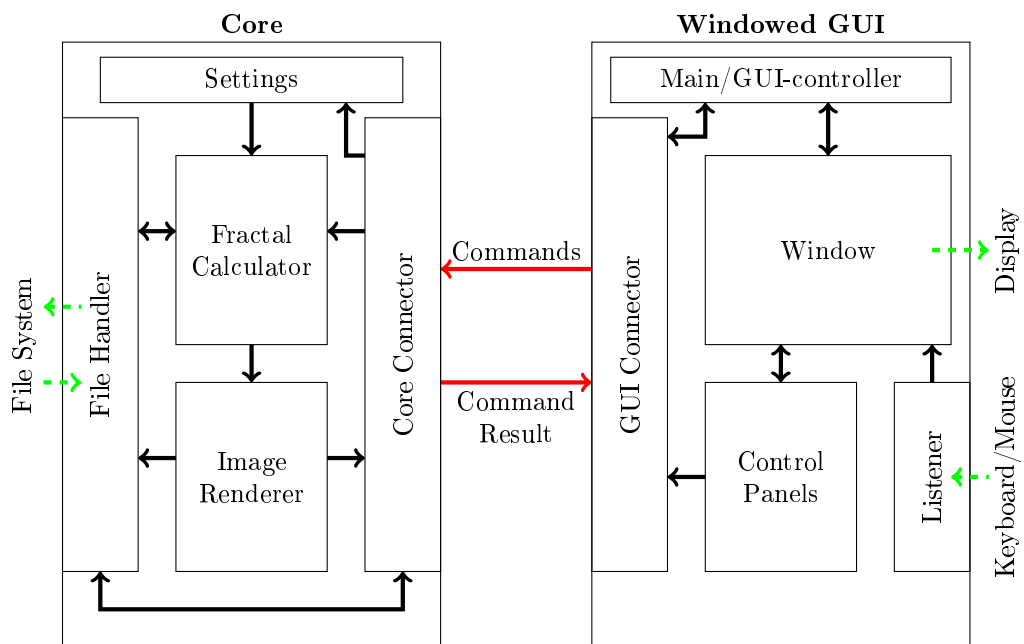 Core
Windowed GUI
Settings
Main/GUI-controller
Fractal
Calculator
Window
Commands
Display
File System
File Handler
Core Connector
GUI Connector
Command
Result
Image
Renderer
Control
Panels
Listener
Keyboard/Mouse